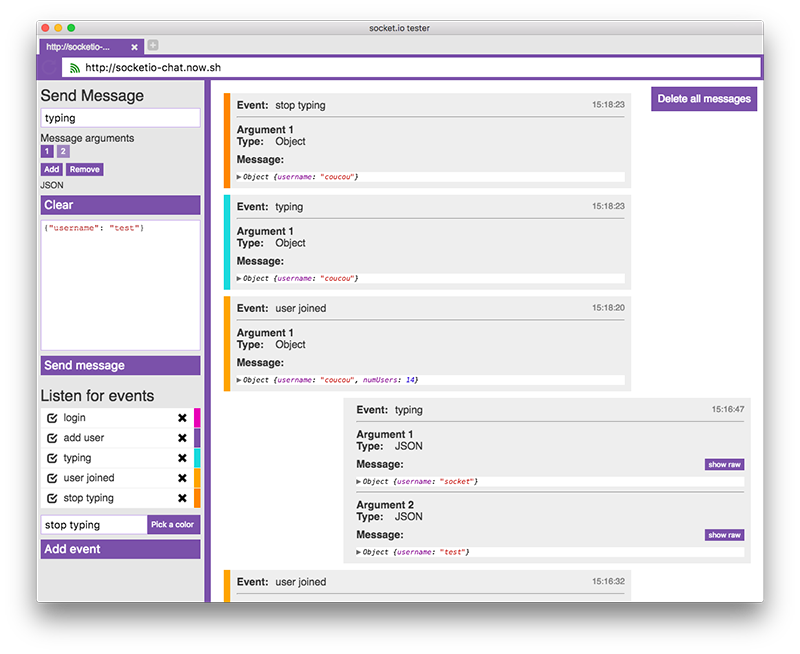 socket.io tester
http://socketio-...
http://socketio-chat.now.sh
Send Message
typing
Message arguments
1 2
Add Remove
JSON
Clear
{"username": "test"}
Send message
Listen for events
login
add user
typing
user joined
stop typing
stop typing Pick a color
Add event
Delete all messages
Event: stop typing 15:18:23
Argument 1
Type: Object
Message:
Object {username: "coucou"}
Event: typing 15:18:23
Argument 1
Type: Object
Message:
Object {username: "coucou"}
Event: user joined 15:18:20
Argument 1
Type: Object
Message:
Object {username: "coucou", numUsers: 14}
Event: typing 15:16:47
Argument 1
Type: JSON
Message: show raw
Object {username: "socket"}
Argument 2
Type: JSON
Message: show raw
Object {username: "test"}
Event: user joined 15:16:32